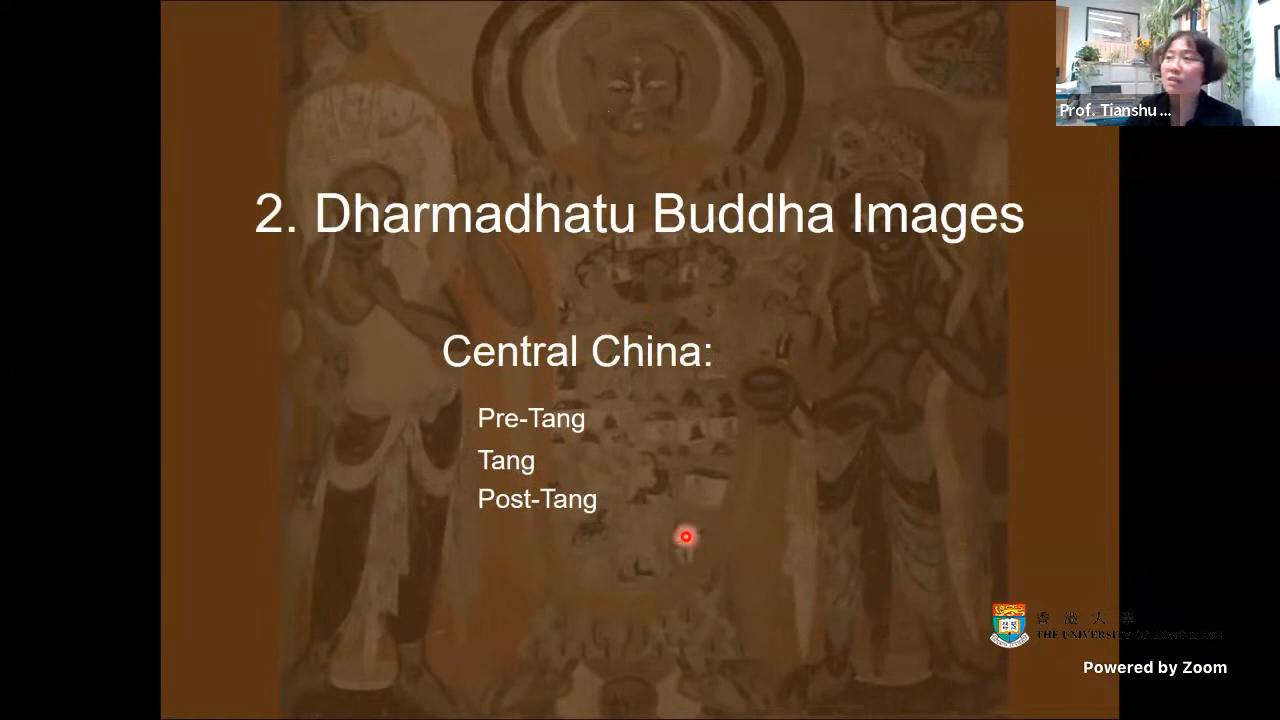 Prof. Tianshu ...
2. Dharmadhatu Buddha Images
Central China:
Pre-Tang
Tang
Post-Tang
香港大學
THE UNIVERSITY OF HONG KONG
Powered by Zoom